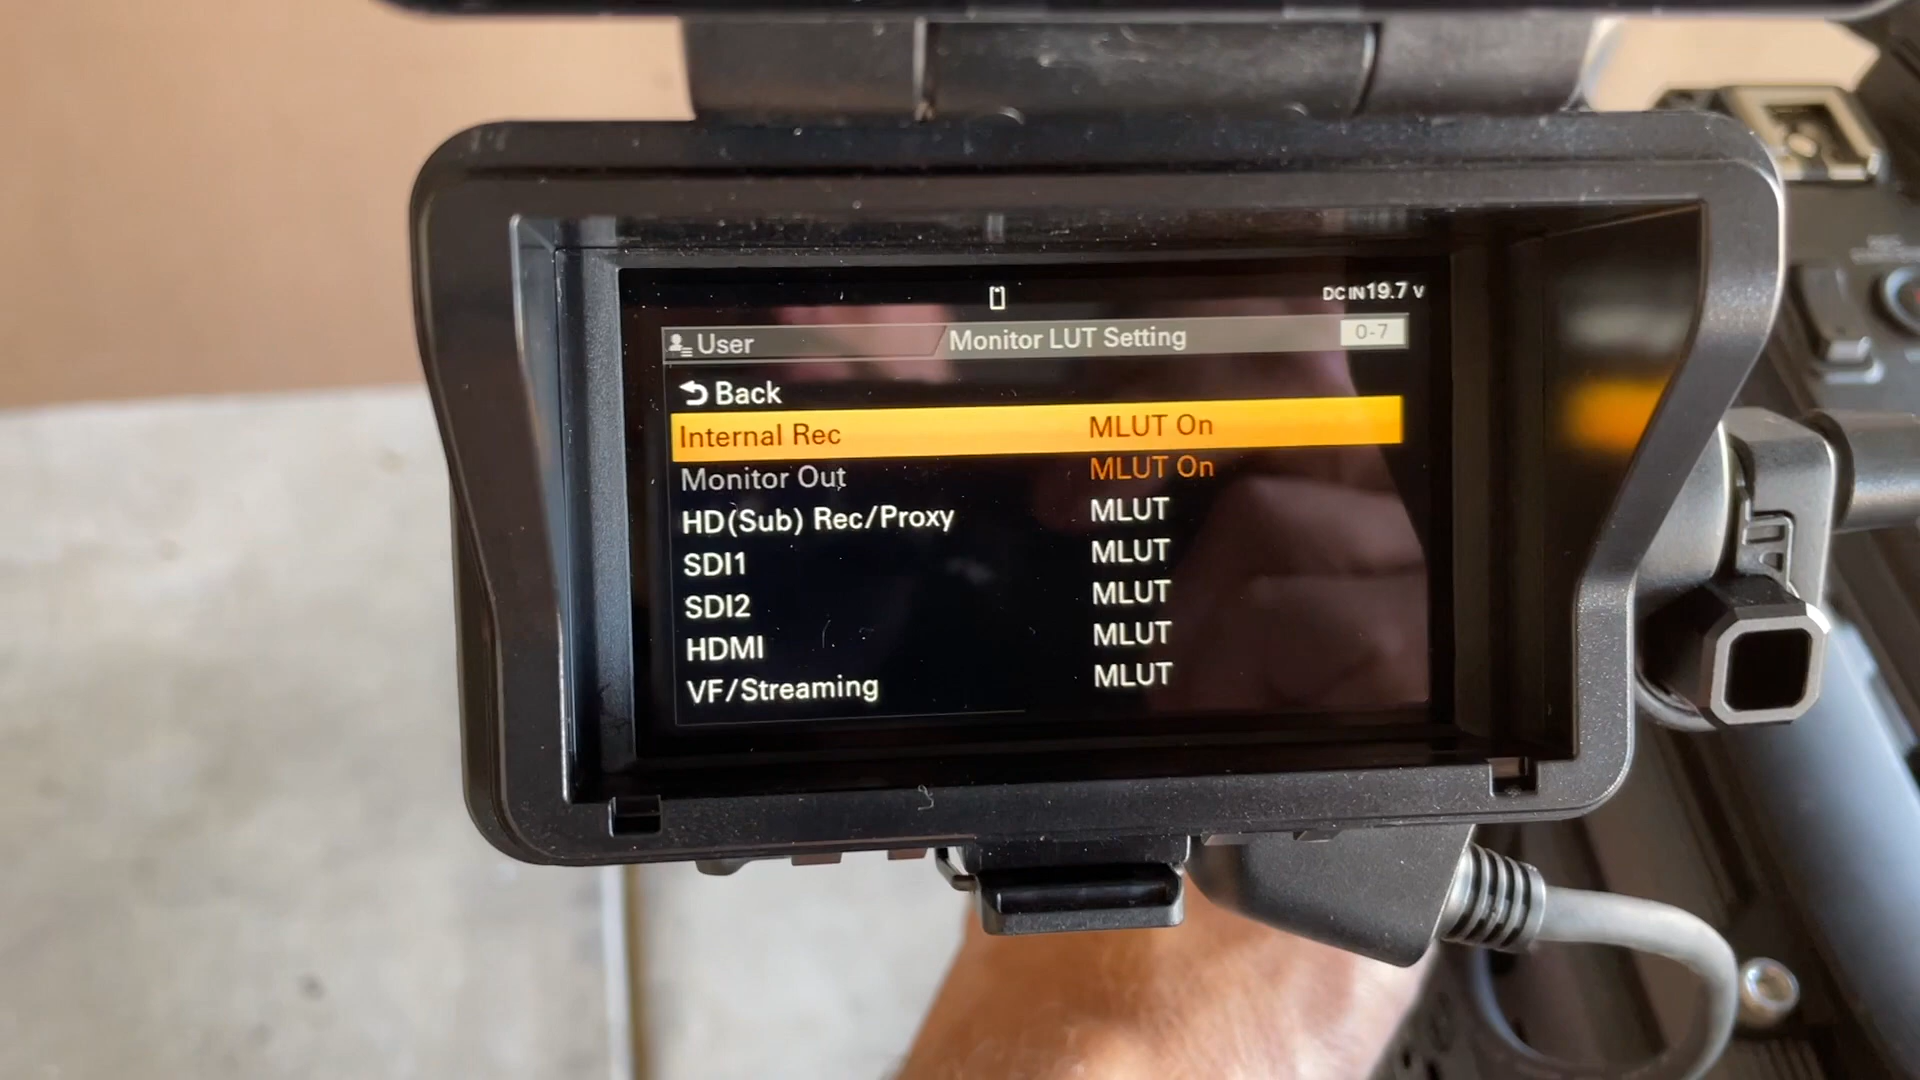 DC IN 19.7 V
User Monitor LUT Setting 0-7
Back
Internal Rec MLUT On
Monitor Out MLUT On
HD(Sub) Rec/Proxy MLUT
SDI1 MLUT
SDI2 MLUT
HDMI MLUT
VF/Streaming MLUT